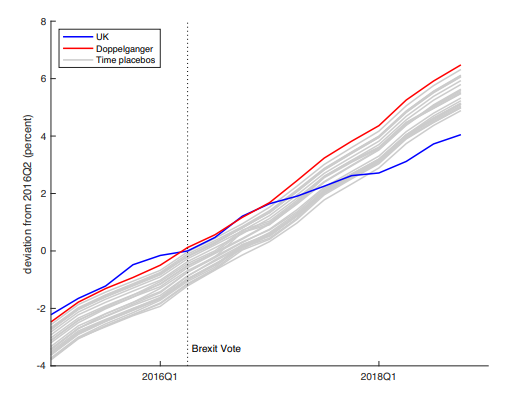 8
UK
Doppelganger
Time placebos
6
4
2
0
-2
-4
deviation from 2016Q2 (percent)
Brexit Vote
2016Q1
2018Q1